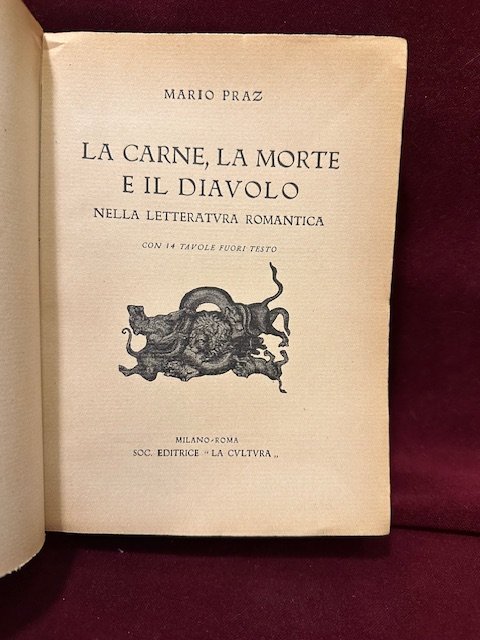 MARIO PRAZ
LA CARNE, LA MORTE
E IL DIAVOLO
NELLA LETTERATVRA ROMANTICA
CON 14 TAVOLE FUORI TESTO
MILANO-ROMA
SOC. EDITRICE "LA CVLTVRA„